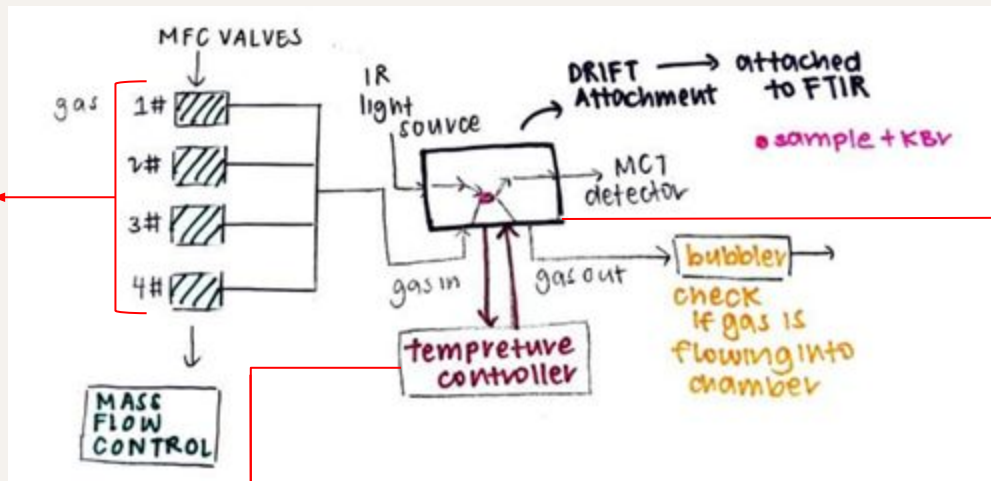 MFC VALVES
gas
1#
2#
3#
4#
MASS
FLOW
CONTROL
IR
light
source
DRIFT
Attachment
attached
to FTIR
sample + KBr
MCT
detector
gas in
gas out
tempreture
controller
bubbler
check
if gas is
flowing into
chamber